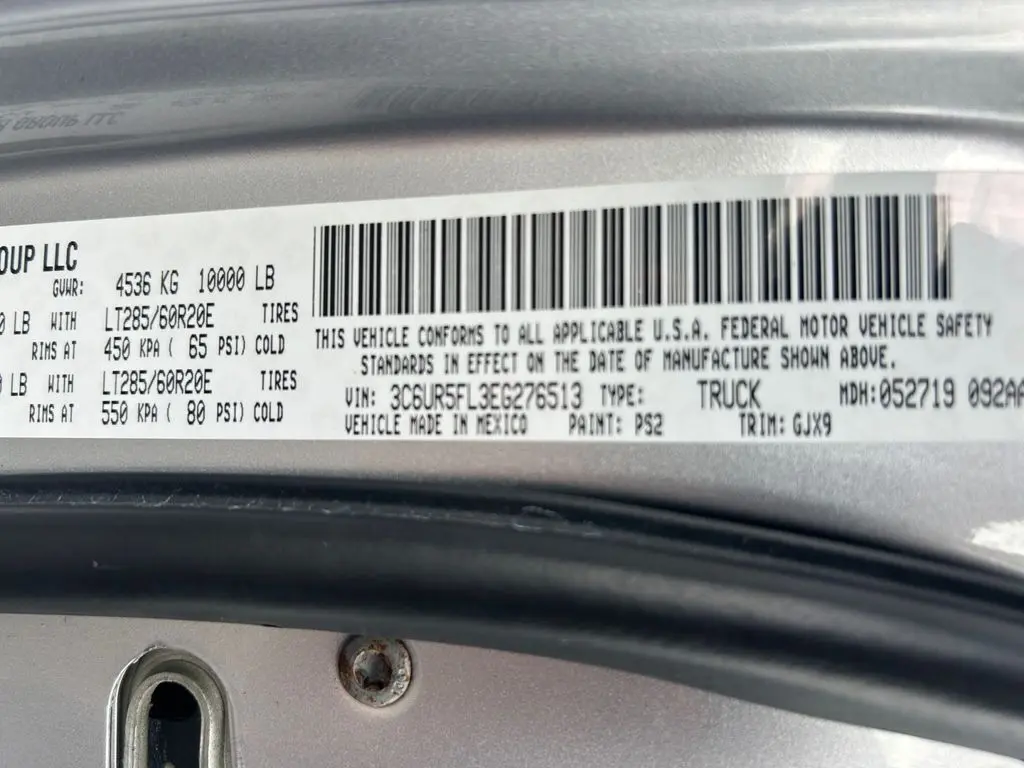 OUP LLC
GVWR: 4536 KG 10000 LB
0 LB WITH LT285/60R20E TIRES
RIMS AT 450 KPA ( 65 PSI) COLD
0 LB WITH LT285/60R20E TIRES
RIMS AT 550 KPA ( 80 PSI) COLD
THIS VEHICLE CONFORMS TO ALL APPLICABLE U.S.A. FEDERAL MOTOR VEHICLE SAFETY
STANDARDS IN EFFECT ON THE DATE OF MANUFACTURE SHOWN ABOVE.
VIN: 3C6UR5FL3EG276513 TYPE: TRUCK MDH: 052719 092AA
VEHICLE MADE IN MEXICO PAINT: PS2 TRIM: GJX9